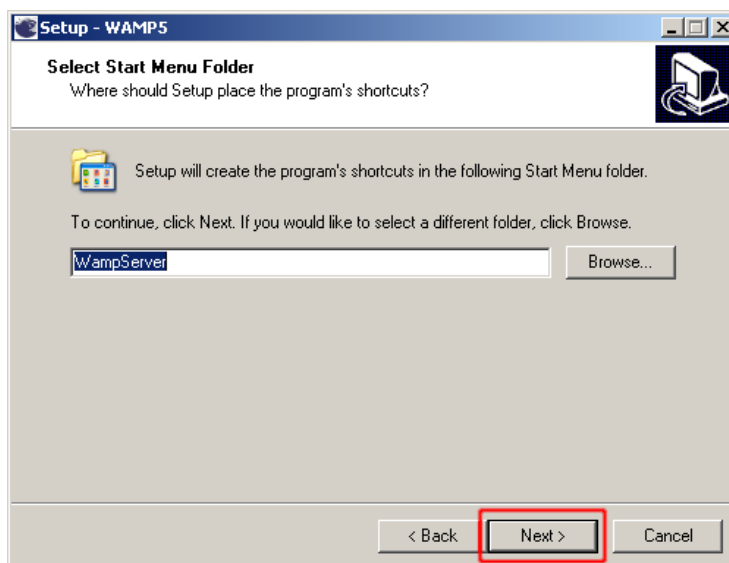 Setup - WAMP5
Select Start Menu Folder
Where should Setup place the program's shortcuts?
Setup will create the program's shortcuts in the following Start Menu folder.
To continue, click Next. If you would like to select a different folder, click Browse.
WampServer
Browse...
< Back
Next >
Cancel